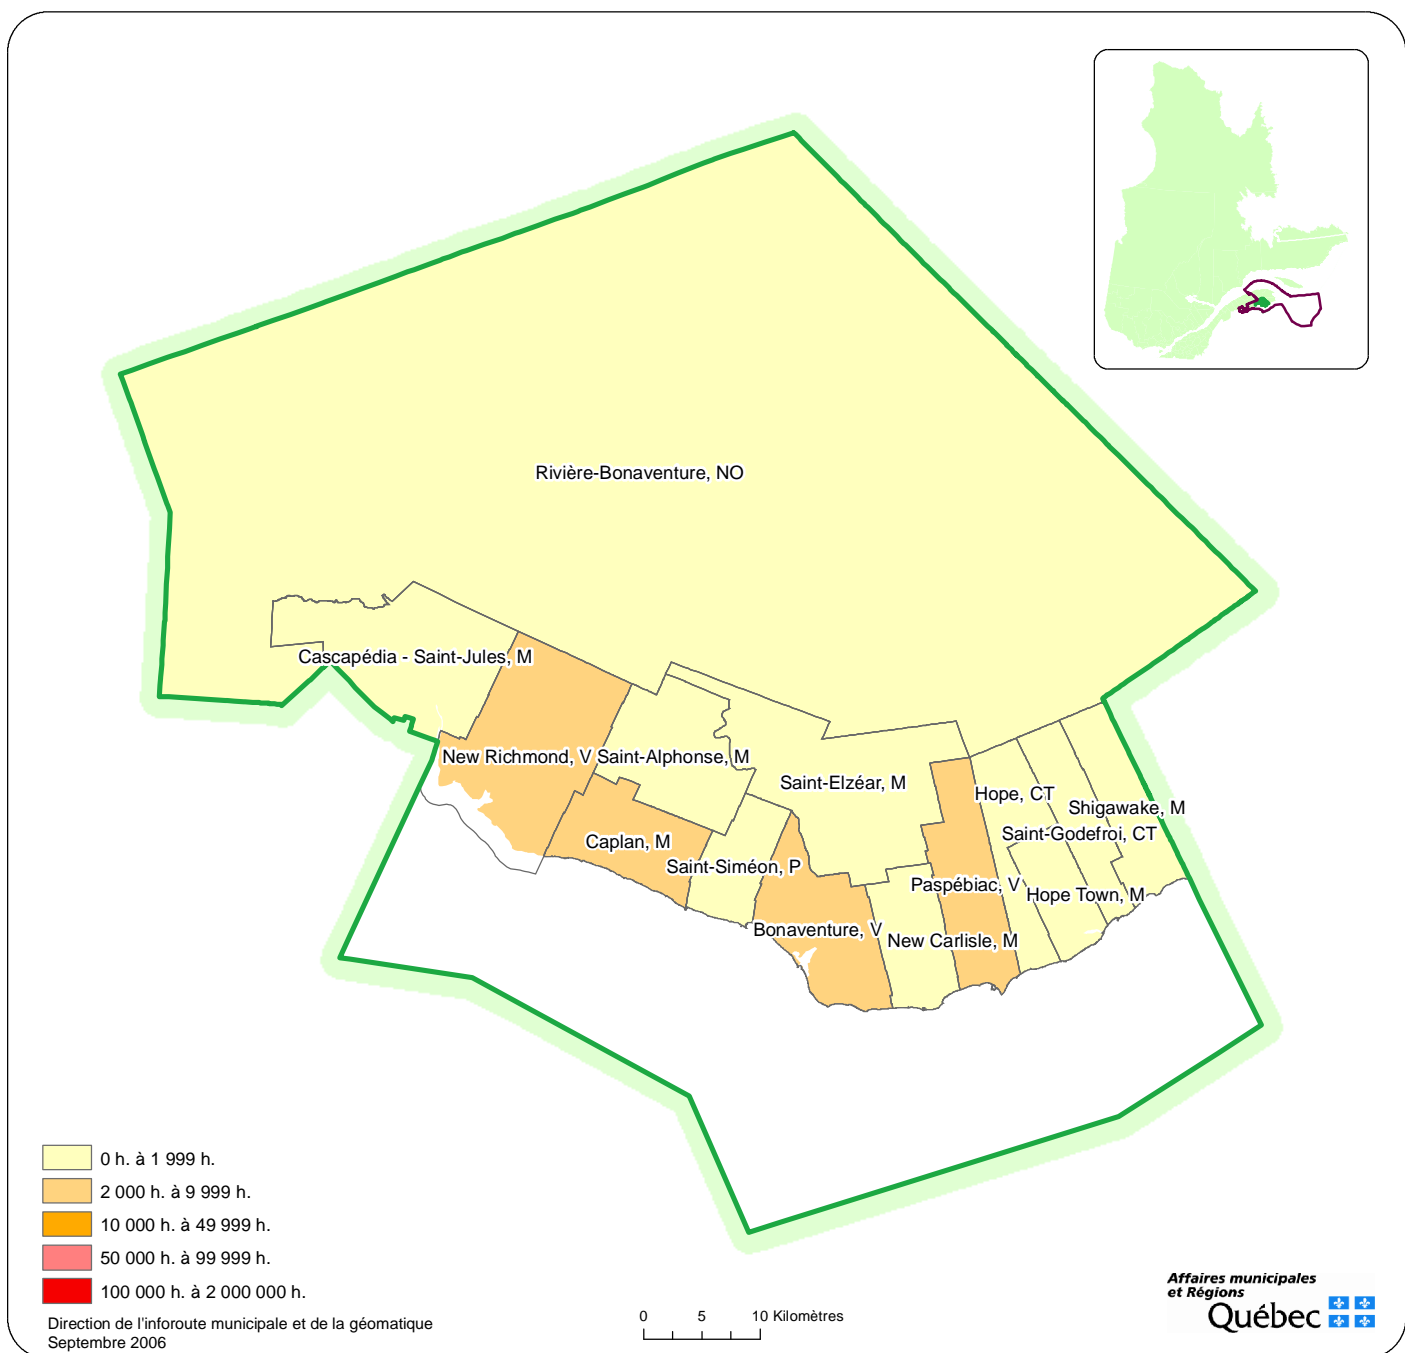 Rivière-Bonaventure, NO
Cascapédia - Saint-Jules, M
New Richmond, V
Saint-Alphonse, M
Saint-Elzéar, M
Hope, CT
Shigawake, M
Saint-Godefroi, CT
Caplan, M
Saint-Siméon, P
Paspébiac, V
Hope Town, M
Bonaventure, V
New Carlisle, M
0 h. à 1 999 h.
2 000 h. à 9 999 h.
10 000 h. à 49 999 h.
50 000 h. à 99 999 h.
100 000 h. à 2 000 000 h.
Direction de l'inforoute municipale et de la géomatique
Septembre 2006
0 5 10 Kilomètres
Affaires municipales
et Régions
Québec